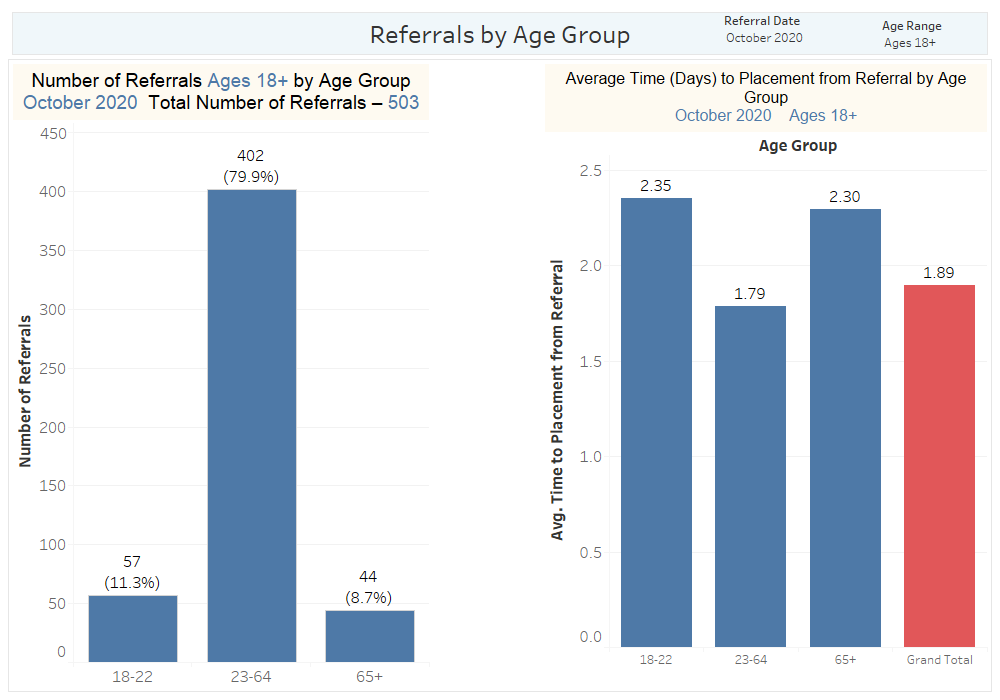 Referrals by Age Group
Referral Date
October 2020
Age Range
Ages 18+
Number of Referrals Ages 18+ by Age Group
October 2020 Total Number of Referrals – 503
Number of Referrals
450
400
350
300
250
200
150
100
50
0
57
(11.3%)
402
(79.9%)
44
(8.7%)
18-22
23-64
65+
Average Time (Days) to Placement from Referral by Age
Group
October 2020 Ages 18+
Age Group
Avg. Time to Placement from Referral
2.5
2.0
1.5
1.0
0.5
0.0
2.35
1.79
2.30
1.89
18-22
23-64
65+
Grand Total